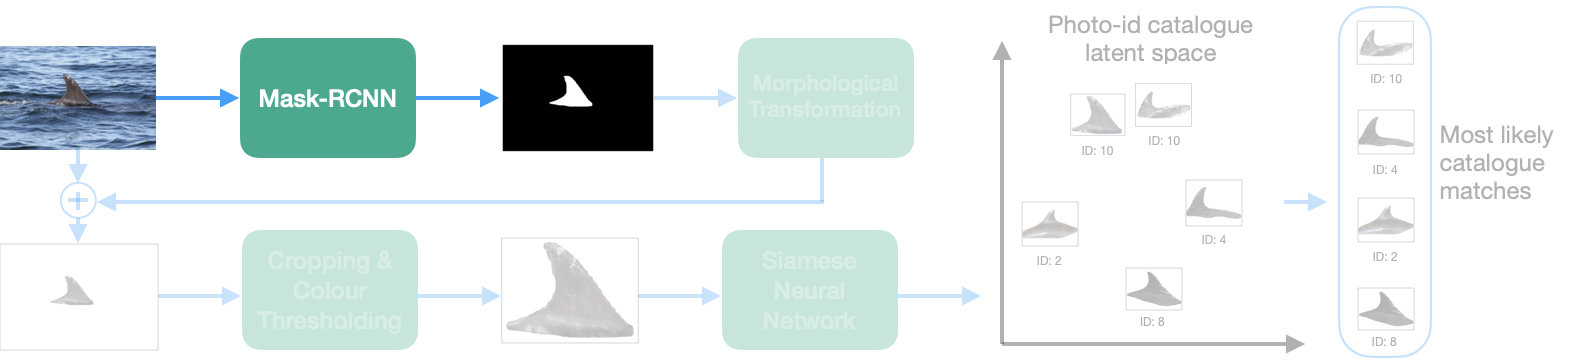 Mask-RCNN
Morphological
Transformation
Cropping &
Colour
Thresholding
Siamese
Neural
Network
Photo-id catalogue
latent space
ID: 10
ID: 10
ID: 4
ID: 2
ID: 8
ID: 10
ID: 4
ID: 2
ID: 8
Most likely
catalogue
matches